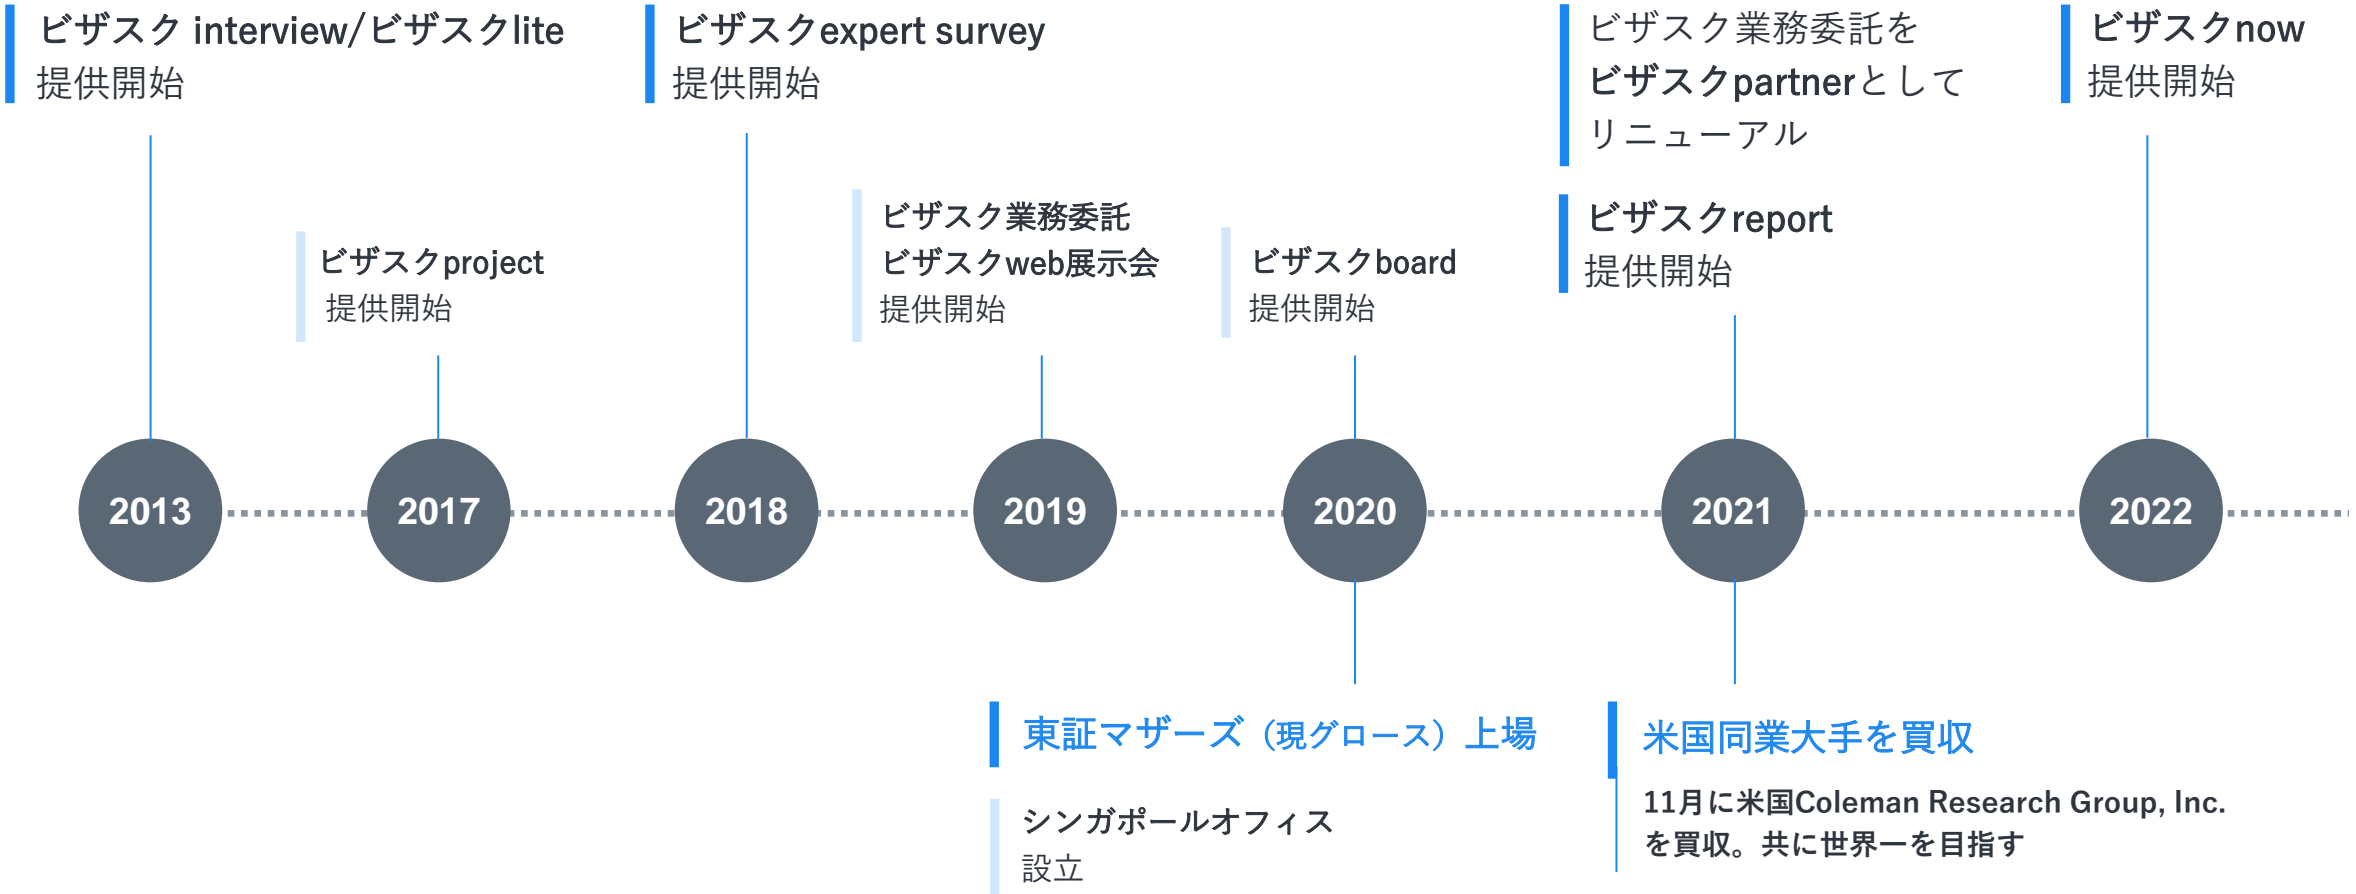 ビザスク interview/ビザスクlite
提供開始
ビザスクproject
提供開始
ビザスクexpert survey
提供開始
ビザスク業務委託
ビザスクweb展示会
提供開始
ビザスクboard
提供開始
ビザスク業務委託を
ビザスクpartnerとして
リニューアル
ビザスクreport
提供開始
ビザスクnow
提供開始
2013
2017
2018
2019
2020
2021
2022
東証マザーズ（現グロース）上場
シンガポールオフィス
設立
米国同業大手を買収
11月に米国Coleman Research Group, Inc.
を買収。共に世界一を目指す